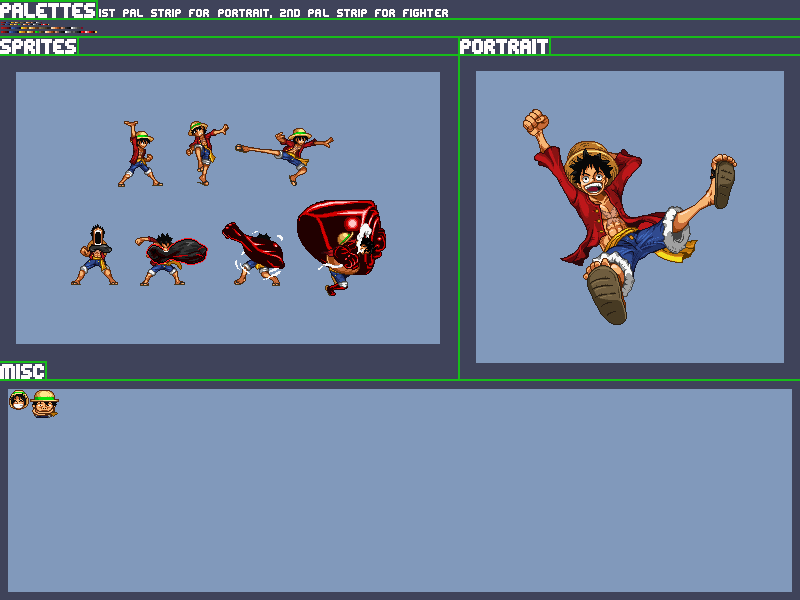 PALETTES 1ST PAL STRIP FOR PORTRAIT, 2ND PAL STRIP FOR FIGHTER
SPRITES
PORTRAIT
MISC